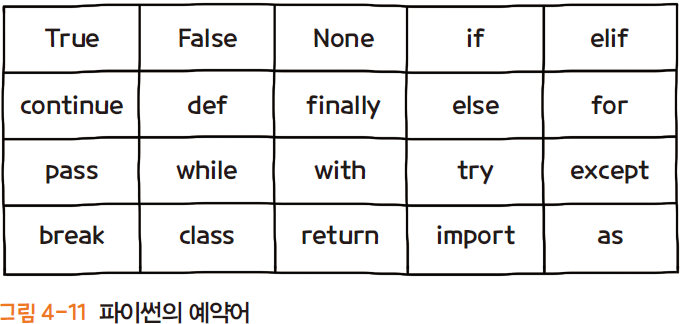 True False None if elif
continue def finally else for
pass while with try except
break class return import as
그림 4-11 파이썬의 예약어